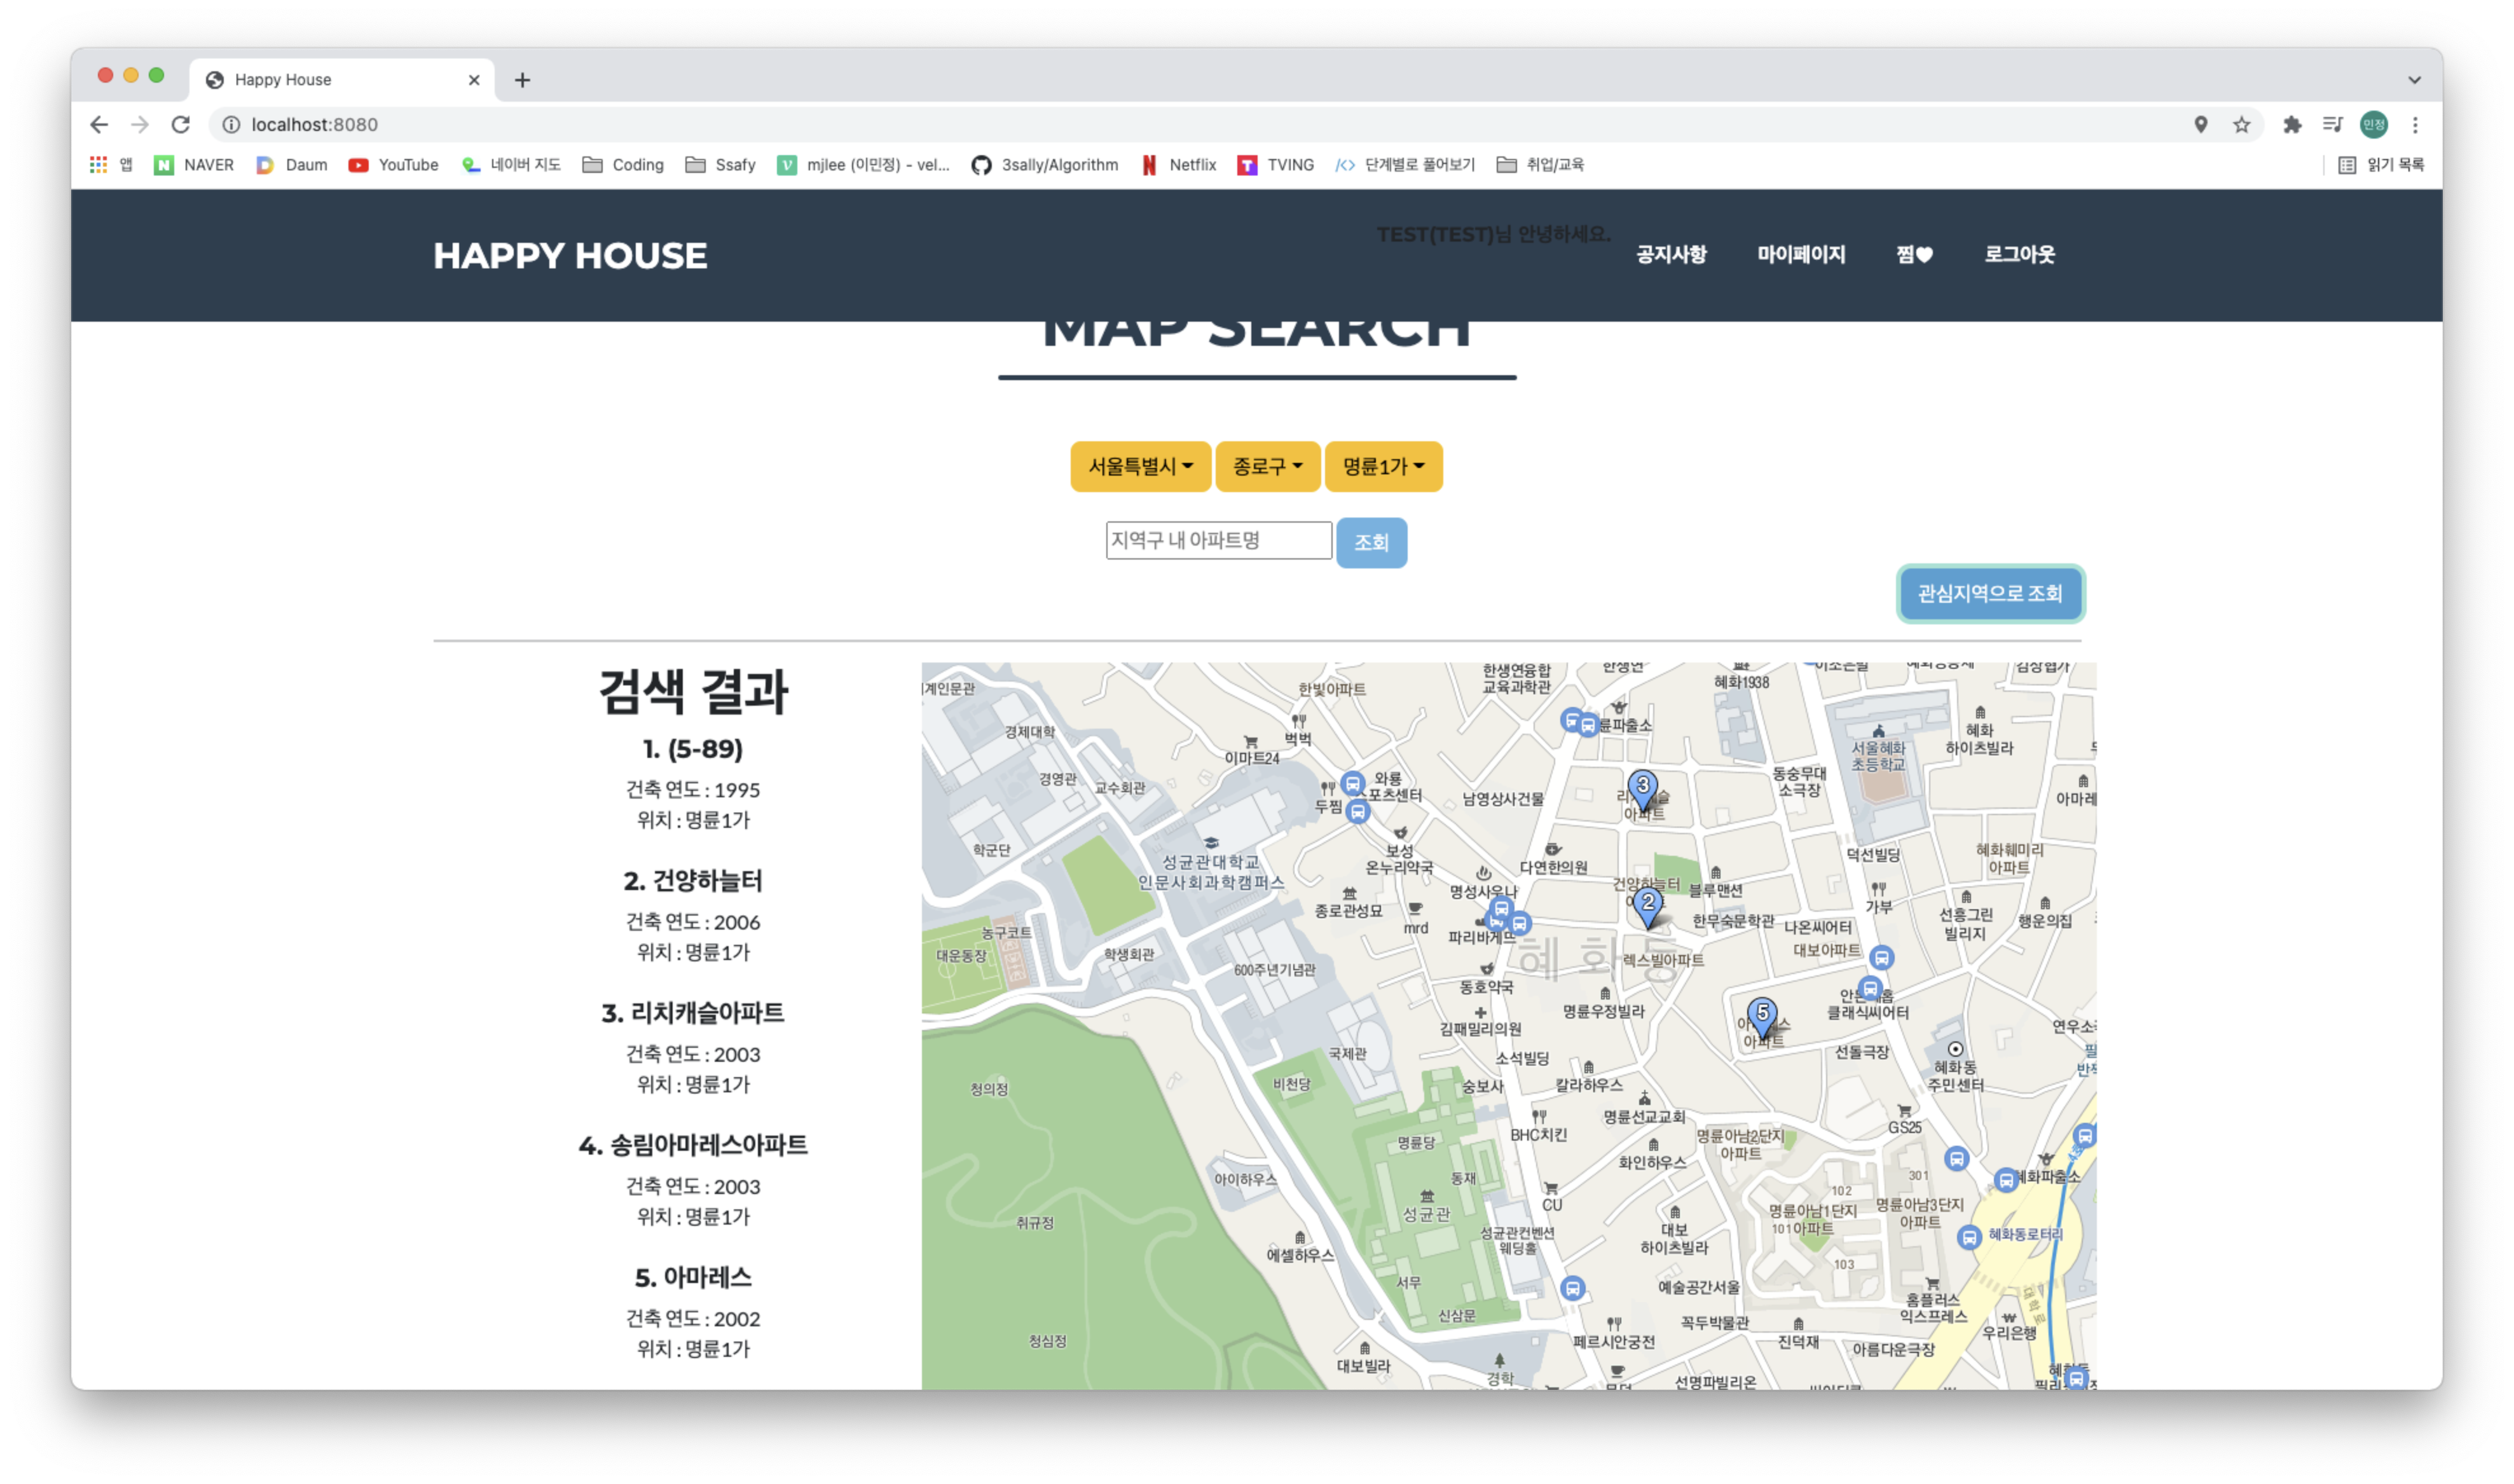 Happy House
localhost:8080
앱 NAVER Daum YouTube 네이버 지도 Coding Ssafy mjlee (이민정) - vel... 3sally/Algorithm Netflix TVING 단계별로 풀어보기 취업/교육 읽기 목록
인정
HAPPY HOUSE
TEST(TEST)님 안녕하세요.
공지사항 마이페이지 찜♥ 로그아웃
MAP SEARCH
서울특별시 종로구 명륜1가
지역구 내 아파트명 조회
관심지역으로 조회
검색 결과
1. (5-89)
건축 연도 : 1995
위치 : 명륜1가
2. 건양하늘터
건축 연도 : 2006
위치 : 명륜1가
3. 리치캐슬아파트
건축 연도 : 2003
위치 : 명륜1가
4. 송림아마레스아파트
건축 연도 : 2003
위치 : 명륜1가
5. 아마레스
건축 연도 : 2002
위치 : 명륜1가
한생연융합
교육과학관
한생연
혜화1938
한빛아파트
경제대학
벅벅
이마트24
륜파출소
서울혜화
초등학교
혜화
하이츠빌라
경영관
교수회관
두찜
와룡
스포츠센터
남영상사건물
3
아파트
동숭무대
소극장
아마레
학군단
성균관대학교
인문사회과학캠퍼스
보성
온누리약국
다연한의원
덕선빌딩
혜화훼미리
아파트
명성사우나
건양하늘터
2
블루맨션
가부
종로관성묘
mrd
파리바게뜨
한무숙문학관
나온씨어터
선흥그린
빌리지
행운의집
농구코트
대운동장
학생회관
600주년기념관
혜화동
렉스빌아파트
대보아파트
동호약국
명륜우정빌라
5
아파트
클래식씨어터
김패밀리의원
연우소
국제관
소석빌딩
선돌극장
혜화동
주민센터
청의정
비천당
숭보사
칼라하우스
명륜선교교회
GS25
BHC치킨
명륜당
명륜아남2단지
아파트
화인하우스
아이하우스
동재
CU
301
혜화파출소
102
취규정
성균관
성균관컨벤션
웨딩홀
대보
하이츠빌라
명륜아남1단지
101아파트
명륜아남3단지
아파트
혜화동로터리
에셀하우스
103
서무
예술공간서울
홈플러스
익스프레스
대학로
신삼문
꼭두박물관
우리은행
청심정
페르시안궁전
진덕재
아름다운극장
대보빌라
경학
선명파빌리온